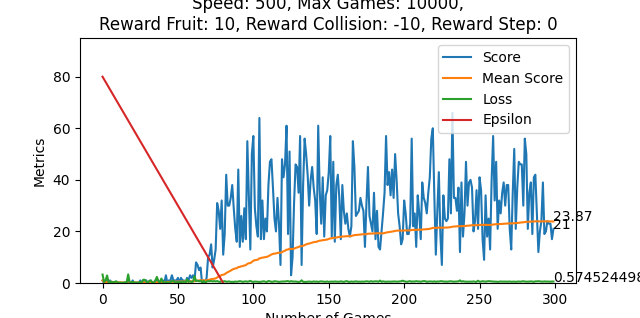 Speed: 500, Max Games: 10000,
Reward Fruit: 10, Reward Collision: -10, Reward Step: 0
Score
Mean Score
Loss
Epsilon
Metrics
80
60
40
20
0
23.87
21
0.574524498
0
50
100
150
200
250
300
Number of Games